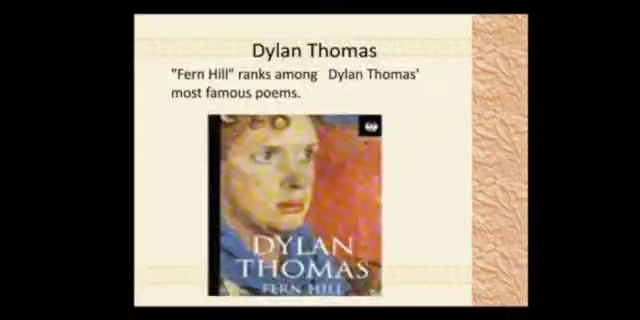 Dylan Thomas
"Fern Hill" ranks among   Dylan Thomas'
most famous poems.
DYLAN
THOMAS
FERN HILL